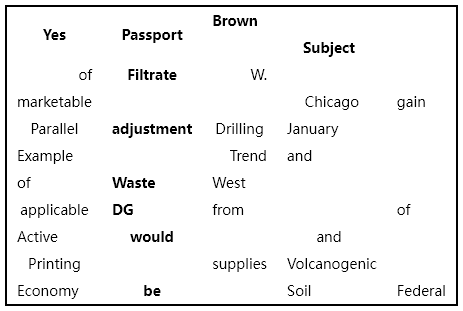 Yes Passport Brown Subject
of Filtrate W.
marketable Chicago gain
Parallel adjustment Drilling January
Example Trend and
of Waste West
applicable DG from of
Active would and
Printing supplies Volcanogenic
Economy be Soil Federal